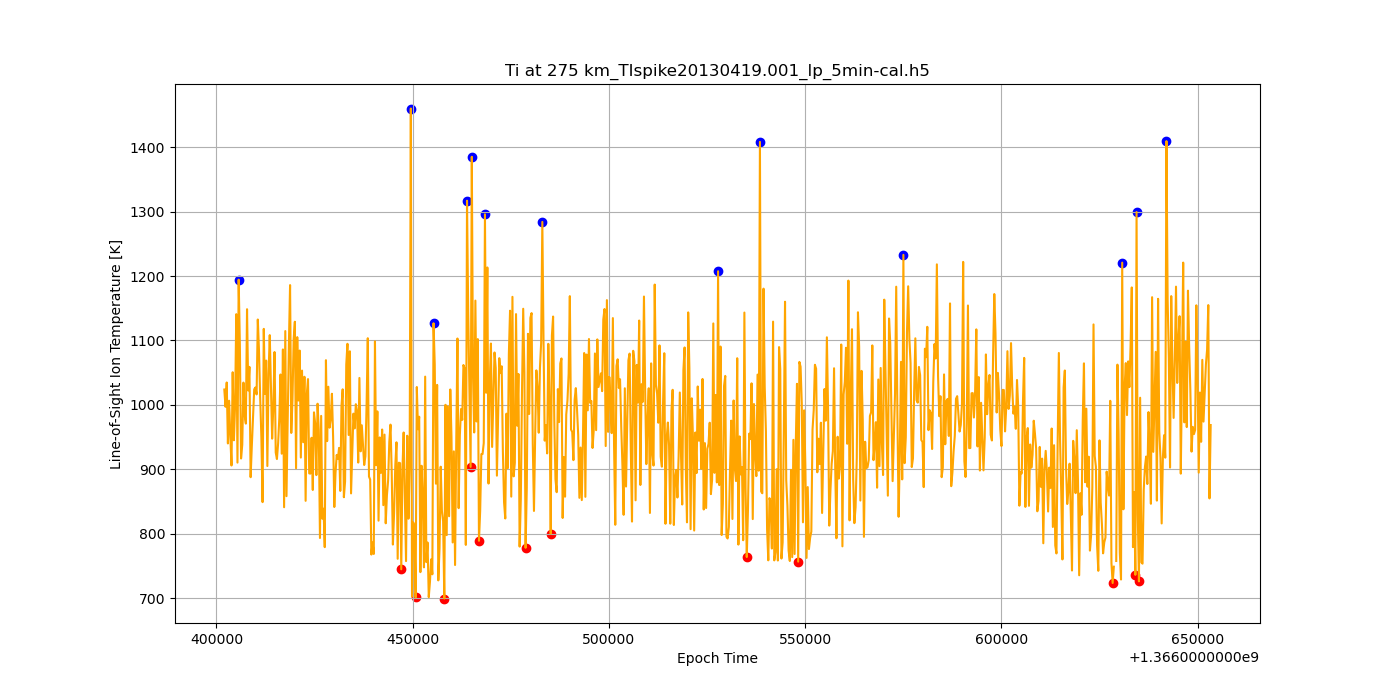 Ti at 275 km_TIspike20130419.001_lp_5min-cal.h5
Line-of-Sight Ion Temperature [K]
1400
1300
1200
1100
1000
900
800
700
400000 450000 500000 550000 600000 650000
Epoch Time
+1.3660000000e9